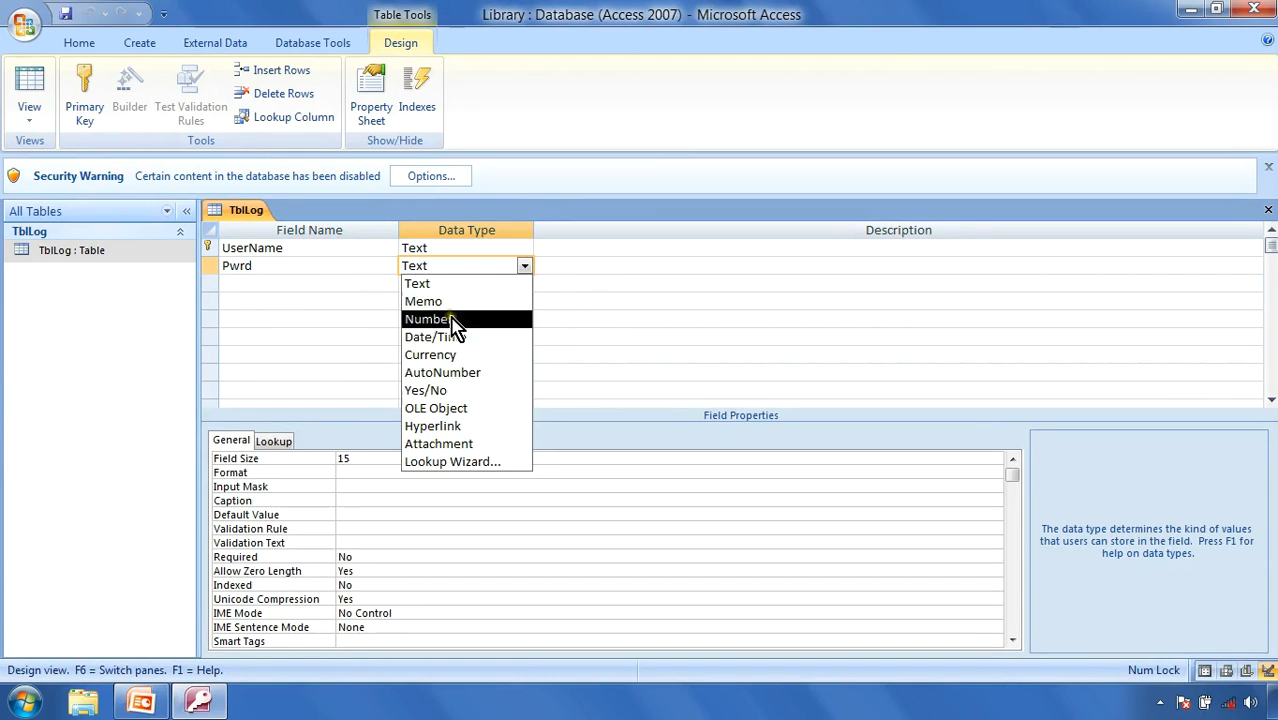 Table Tools
Library : Database (Access 2007) - Microsoft Access
Home Create External Data Database Tools Design
View
Primary Key
Builder
Test Validation Rules
Insert Rows
Delete Rows
Lookup Column
Property Sheet
Indexes
Views Tools Show/Hide
Security Warning Certain content in the database has been disabled Options...
All Tables
TblLog
TblLog : Table
TblLog
Field Name Data Type Description
UserName Text
Pwrd Text
Text
Memo
Number
Date/Time
Currency
AutoNumber
Yes/No
OLE Object
Hyperlink
Attachment
Lookup Wizard...
Field Properties
General Lookup
Field Size 15
Format
Input Mask
Caption
Default Value
Validation Rule
Validation Text
Required No
Allow Zero Length Yes
Indexed No
Unicode Compression Yes
IME Mode No Control
IME Sentence Mode None
Smart Tags
The data type determines the kind of values
that users can store in the field. Press F1 for
help on data types.
Design view. F6 = Switch panes. F1 = Help. Num Lock